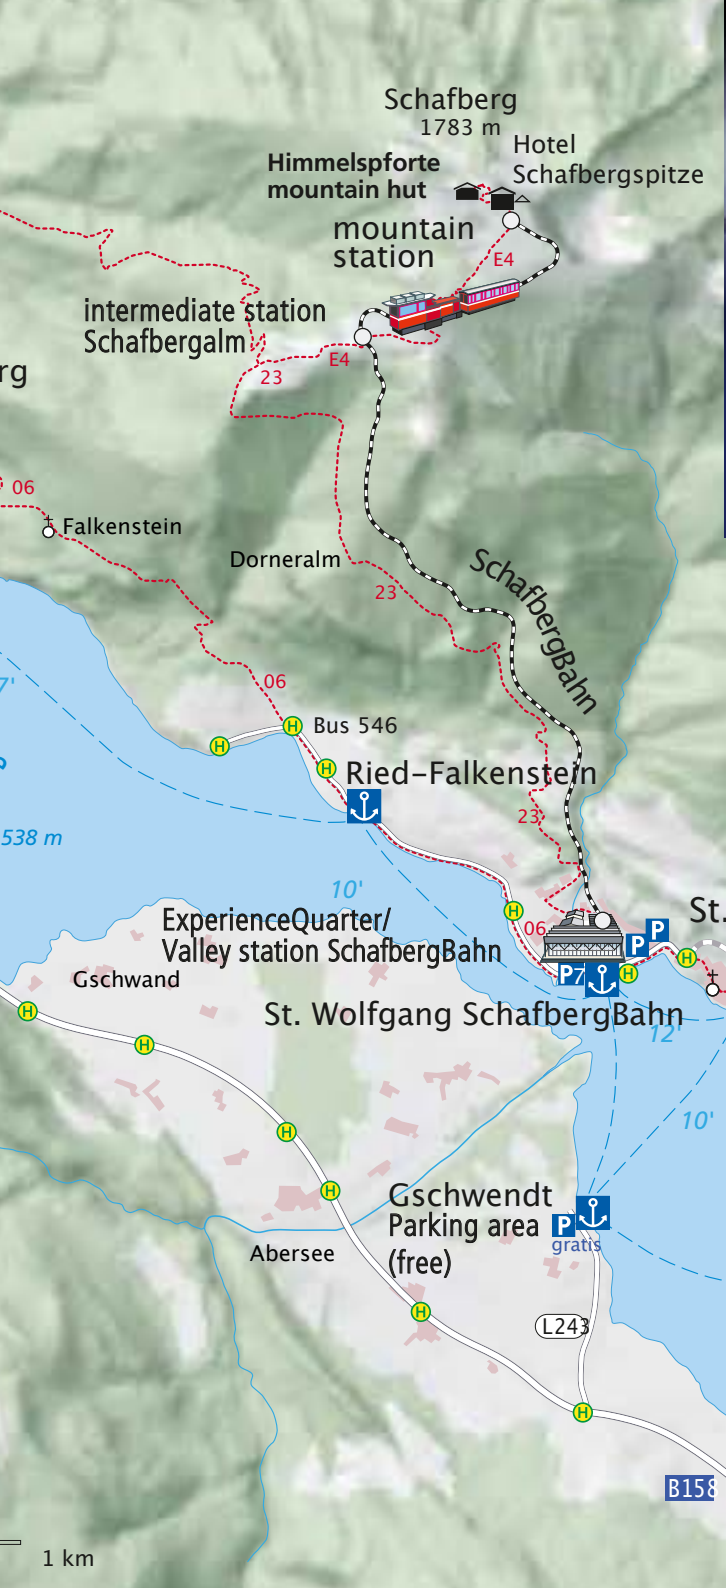 Schafberg
1783 m
Hotel
Schafbergspitze
Himmelspforte
mountain hut
mountain
station
E4
intermediate station
Schafbergalm
E4
rg
23
06
Falkenstein
Dorneralm
SchafbergBahn
23
06
7'
H
H
Bus 546
H
Ried-Falkenstein
538 m
23
10'
H
06
St.
ExperienceQuarter/
Valley station SchafbergBahn
P
P
H
P7
H
Gschwand
St. Wolfgang SchafbergBahn
H
12'
H
10'
H
H
Gschwendt
Parking area
(free)
P
gratis
Abersee
H
L243
H
B158
1 km